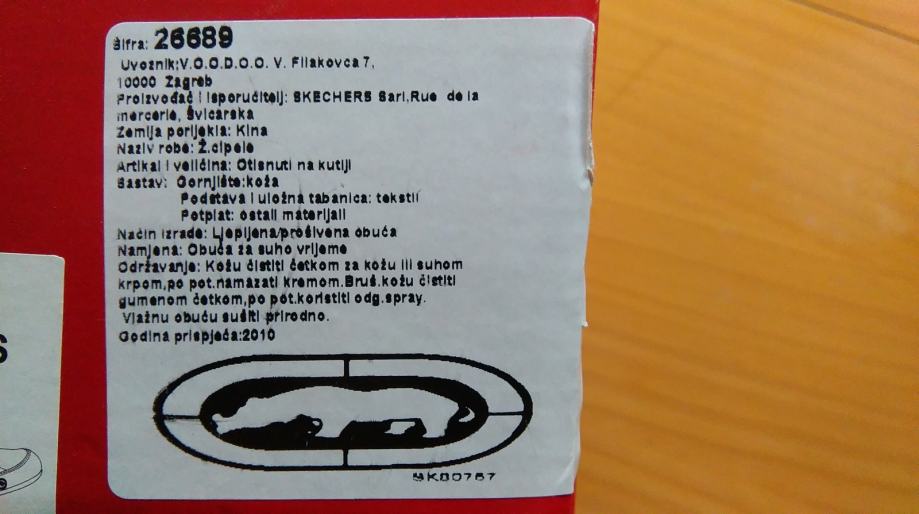 Šifra: 26689
Uvoznik:V.O.O.D.O.O. V. Filakovca 7,
10000 Zagreb
Proizvođač i isporučitelj: SKECHERS Sarl,Rue de la
mercerie, Švicarska
Zemlja porijekla: Kina
Naziv robe: Ž.cipele
Artikal i veličina: Otisnuti na kutiji
Sastav: Gornjište:koža
Podstava i uložna tabanica: tekstil
Potplat: ostali materijali
Način izrade: Ljepljena/prošivena obuća
Namjena: Obuća za suho vrijeme
Održavanje: Kožu čistiti četkom za kožu ili suhom
krpom,po pot.namazati kremom.Bruš.kožu čistiti
gumenom četkom,po pot.koristiti odg.spray.
Vlažnu obuću sušiti prirodno.
Godina prispjeća:2010
SK80757
S